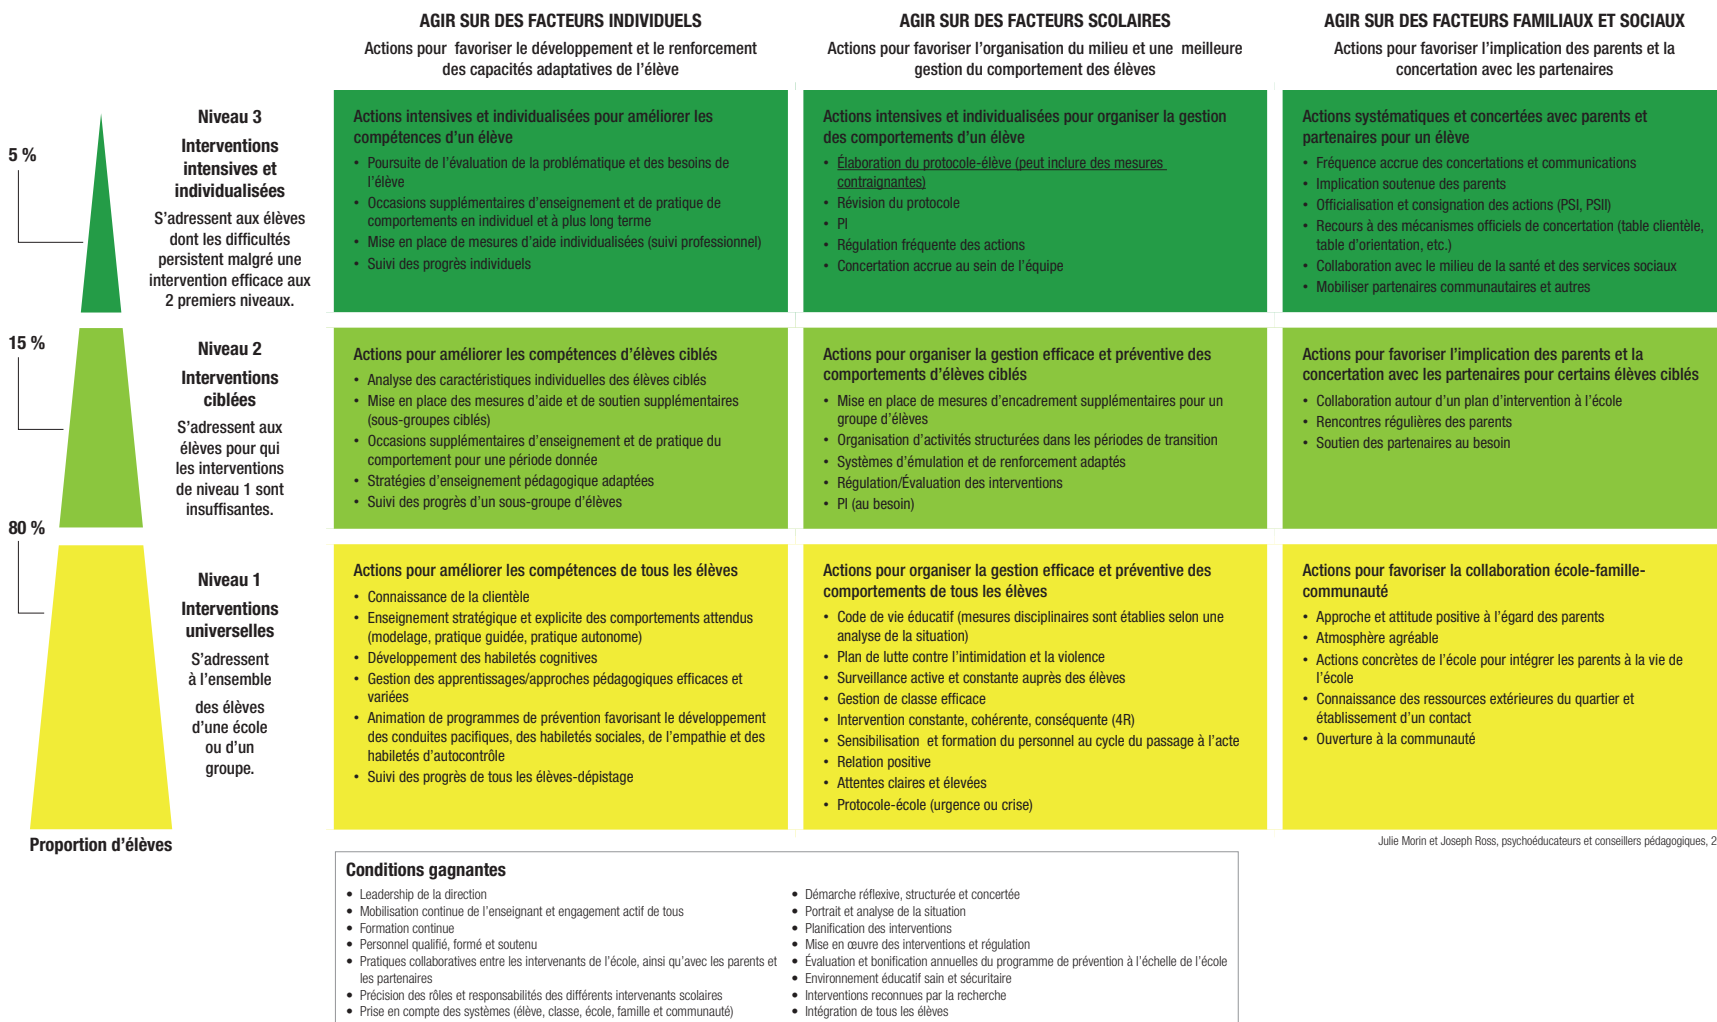 AGIR SUR DES FACTEURS INDIVIDUELS
Actions pour favoriser le développement et le renforcement
des capacités adaptatives de l'élève
AGIR SUR DES FACTEURS SCOLAIRES
Actions pour favoriser l'organisation du milieu et une meilleure
gestion du comportement des élèves
AGIR SUR DES FACTEURS FAMILIAUX ET SOCIAUX
Actions pour favoriser l'implication des parents et la
concertation avec les partenaires
5 %
Niveau 3
Interventions
intensives et
individualisées
S'adressent aux élèves
dont les difficultés
persistent malgré une
intervention efficace aux
2 premiers niveaux.
Actions intensives et individualisées pour améliorer les
compétences d'un élève
• Poursuite de l'évaluation de la problématique et des besoins de
l'élève
• Occasions supplémentaires d'enseignement et de pratique de
comportements en individuel et à plus long terme
• Mise en place de mesures d'aide individualisées (suivi professionnel)
• Suivi des progrès individuels
Actions intensives et individualisées pour organiser la gestion
des comportements d'un élève
• Élaboration du protocole-élève (peut inclure des mesures
contraignantes)
• Révision du protocole
• PI
• Régulation fréquente des actions
• Concertation accrue au sein de l'équipe
Actions systématiques et concertées avec parents et
partenaires pour un élève
• Fréquence accrue des concertations et communications
• Implication soutenue des parents
• Officialisation et consignation des actions (PSI, PSII)
• Recours à des mécanismes officiels de concertation (table clientèle,
table d'orientation, etc.)
• Collaboration avec le milieu de la santé et des services sociaux
• Mobiliser partenaires communautaires et autres
15 %
Niveau 2
Interventions
ciblées
S'adressent aux
élèves pour qui
les interventions
de niveau 1 sont
insuffisantes.
Actions pour améliorer les compétences d'élèves ciblés
• Analyse des caractéristiques individuelles des élèves ciblés
• Mise en place des mesures d'aide et de soutien supplémentaires
(sous-groupes ciblés)
• Occasions supplémentaires d'enseignement et de pratique du
comportement pour une période donnée
• Stratégies d'enseignement pédagogique adaptées
• Suivi des progrès d'un sous-groupe d'élèves
Actions pour organiser la gestion efficace et préventive des
comportements d'élèves ciblés
• Mise en place de mesures d'encadrement supplémentaires pour un
groupe d'élèves
• Organisation d'activités structurées dans les périodes de transition
• Systèmes d'émulation et de renforcement adaptés
• Régulation/Évaluation des interventions
• PI (au besoin)
Actions pour favoriser l'implication des parents et la
concertation avec les partenaires pour certains élèves ciblés
• Collaboration autour d'un plan d'intervention à l'école
• Rencontres régulières des parents
• Soutien des partenaires au besoin
80 %
Niveau 1
Interventions
universelles
S'adressent
à l'ensemble
des élèves
d'une école
ou d'un
groupe.
Actions pour améliorer les compétences de tous les élèves
• Connaissance de la clientèle
• Enseignement stratégique et explicite des comportements attendus
(modelage, pratique guidée, pratique autonome)
• Développement des habiletés cognitives
• Gestion des apprentissages/approches pédagogiques efficaces et
variées
• Animation de programmes de prévention favorisant le développement
des conduites pacifiques, des habiletés sociales, de l'empathie et des
habiletés d'autocontrôle
• Suivi des progrès de tous les élèves-dépistage
Actions pour organiser la gestion efficace et préventive des
comportements de tous les élèves
• Code de vie éducatif (mesures disciplinaires sont établies selon une
analyse de la situation)
• Plan de lutte contre l'intimidation et la violence
• Surveillance active et constante auprès des élèves
• Gestion de classe efficace
• Intervention constante, cohérente, conséquente (4R)
• Sensibilisation et formation du personnel au cycle du passage à l'acte
• Relation positive
• Attentes claires et élevées
• Protocole-école (urgence ou crise)
Actions pour favoriser la collaboration école-famille-
communauté
• Approche et attitude positive à l'égard des parents
• Atmosphère agréable
• Actions concrètes de l'école pour intégrer les parents à la vie de
l'école
• Connaissance des ressources extérieures du quartier et
établissement d'un contact
• Ouverture à la communauté
Proportion d'élèves
Julie Morin et Joseph Ross, psychoéducateurs et conseillers pédagogiques, 2
Conditions gagnantes
• Leadership de la direction
• Mobilisation continue de l'enseignant et engagement actif de tous
• Formation continue
• Personnel qualifié, formé et soutenu
• Pratiques collaboratives entre les intervenants de l'école, ainsi qu'avec les parents et
les partenaires
• Précision des rôles et responsabilités des différents intervenants scolaires
• Prise en compte des systèmes (élève, classe, école, famille et communauté)
• Démarche réflexive, structurée et concertée
• Portrait et analyse de la situation
• Planification des interventions
• Mise en œuvre des interventions et régulation
• Évaluation et bonification annuelles du programme de prévention à l'échelle de l'école
• Environnement éducatif sain et sécuritaire
• Interventions reconnues par la recherche
• Intégration de tous les élèves